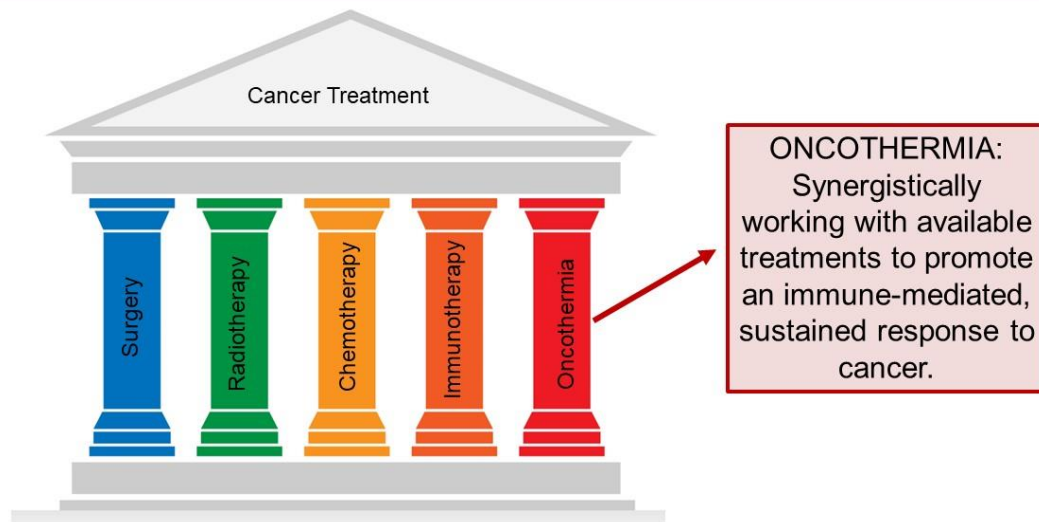 Cancer Treatment
Surgery
Radiotherapy
Chemotherapy
Immunotherapy
Oncothermia
ONCOTHERMIA:
Synergistically
working with available
treatments to promote
an immune-mediated,
sustained response to
cancer.